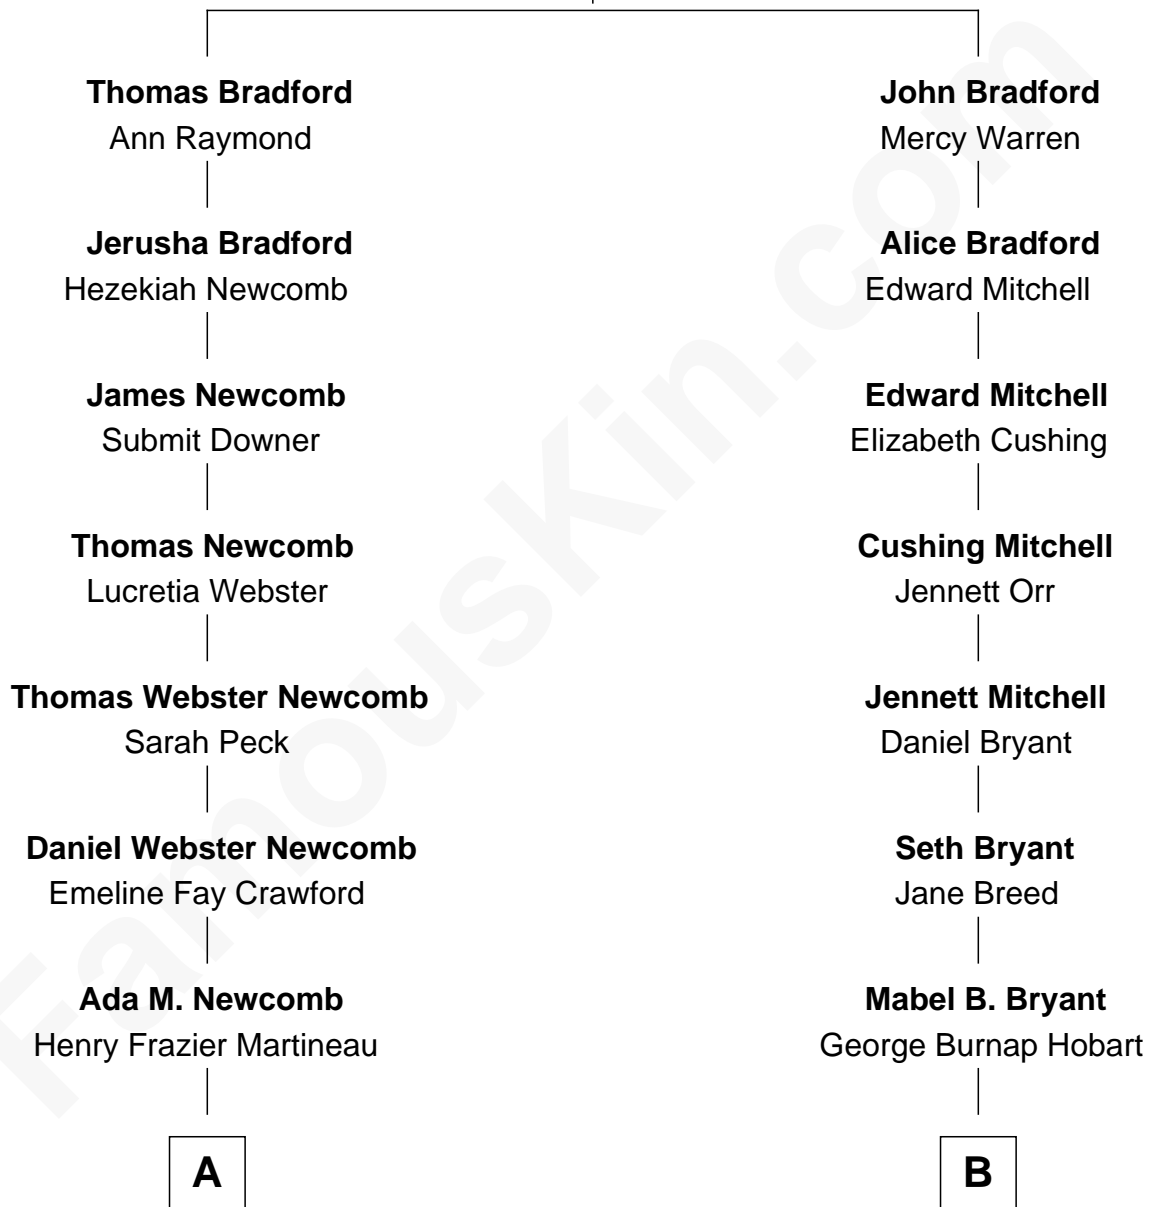 Thomas Bradford
Ann Raymond
John Bradford
Mercy Warren
Jerusha Bradford
Hezekiah Newcomb
Alice Bradford
Edward Mitchell
James Newcomb
Submit Downer
Edward Mitchell
Elizabeth Cushing
Thomas Newcomb
Lucretia Webster
Cushing Mitchell
Jennett Orr
Thomas Webster Newcomb
Sarah Peck
Jennett Mitchell
Daniel Bryant
Daniel Webster Newcomb
Emeline Fay Crawford
Seth Bryant
Jane Breed
Ada M. Newcomb
Henry Frazier Martineau
Mabel B. Bryant
George Burnap Hobart
A
B
FamousKin.com